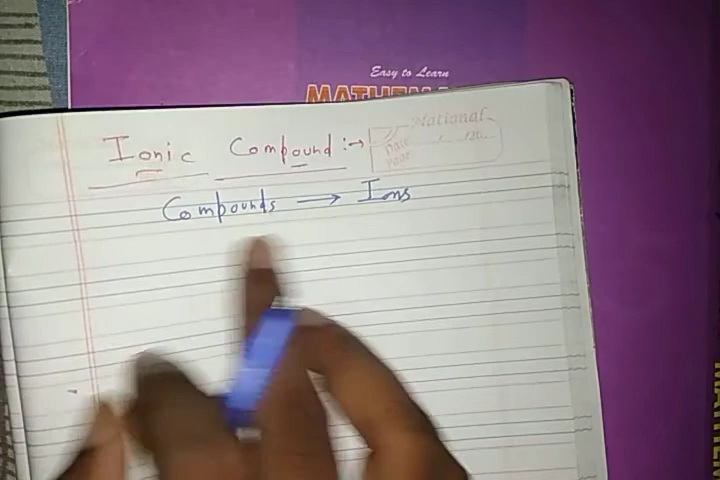 Easy to Learn
National
Date
Page
Ionic Compound :→
Compounds → Ions